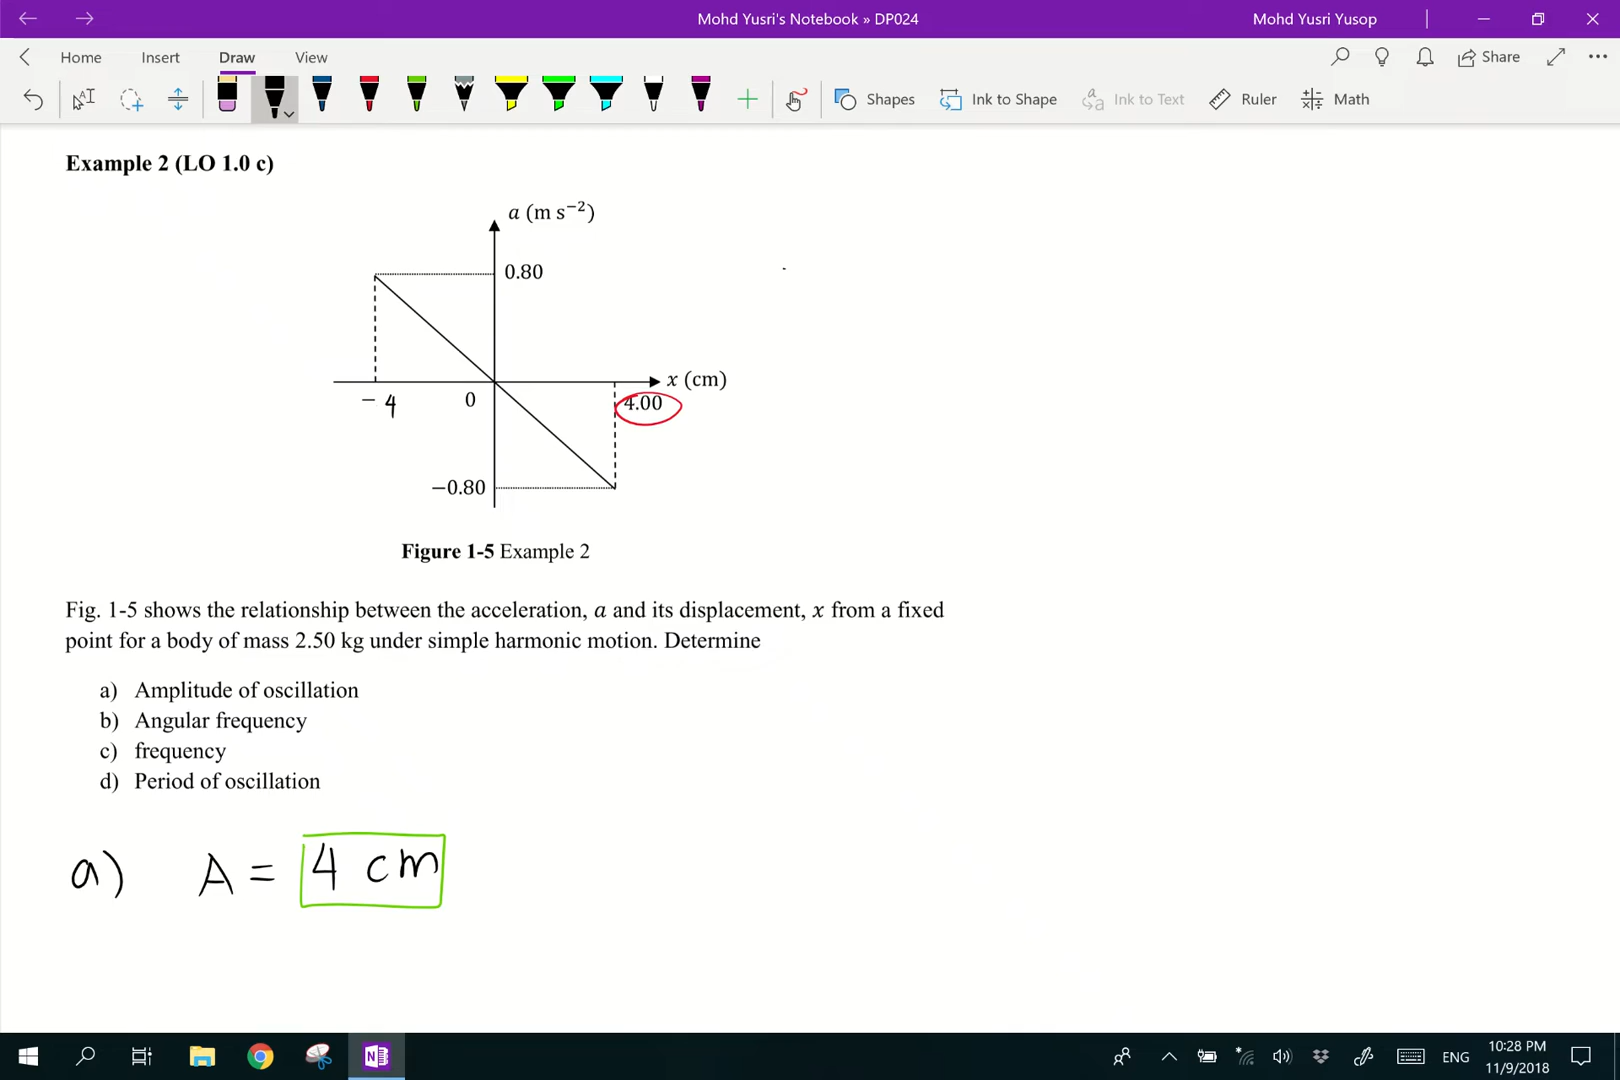 Mohd Yusri's Notebook » DP024
Mohd Yusri Yusop
Home Insert Draw View
Share
Shapes
Ink to Shape
Ink to Text
Ruler
Math
Example 2 (LO 1.0 c)
a (m s⁻²)
0.80
x (cm)
− 4
0
4.00
−0.80
Figure 1-5 Example 2
Fig. 1-5 shows the relationship between the acceleration, a and its displacement, x from a fixed
point for a body of mass 2.50 kg under simple harmonic motion. Determine
a) Amplitude of oscillation
b) Angular frequency
c) frequency
d) Period of oscillation
a) A = 4 cm
ENG
10:28 PM
11/9/2018